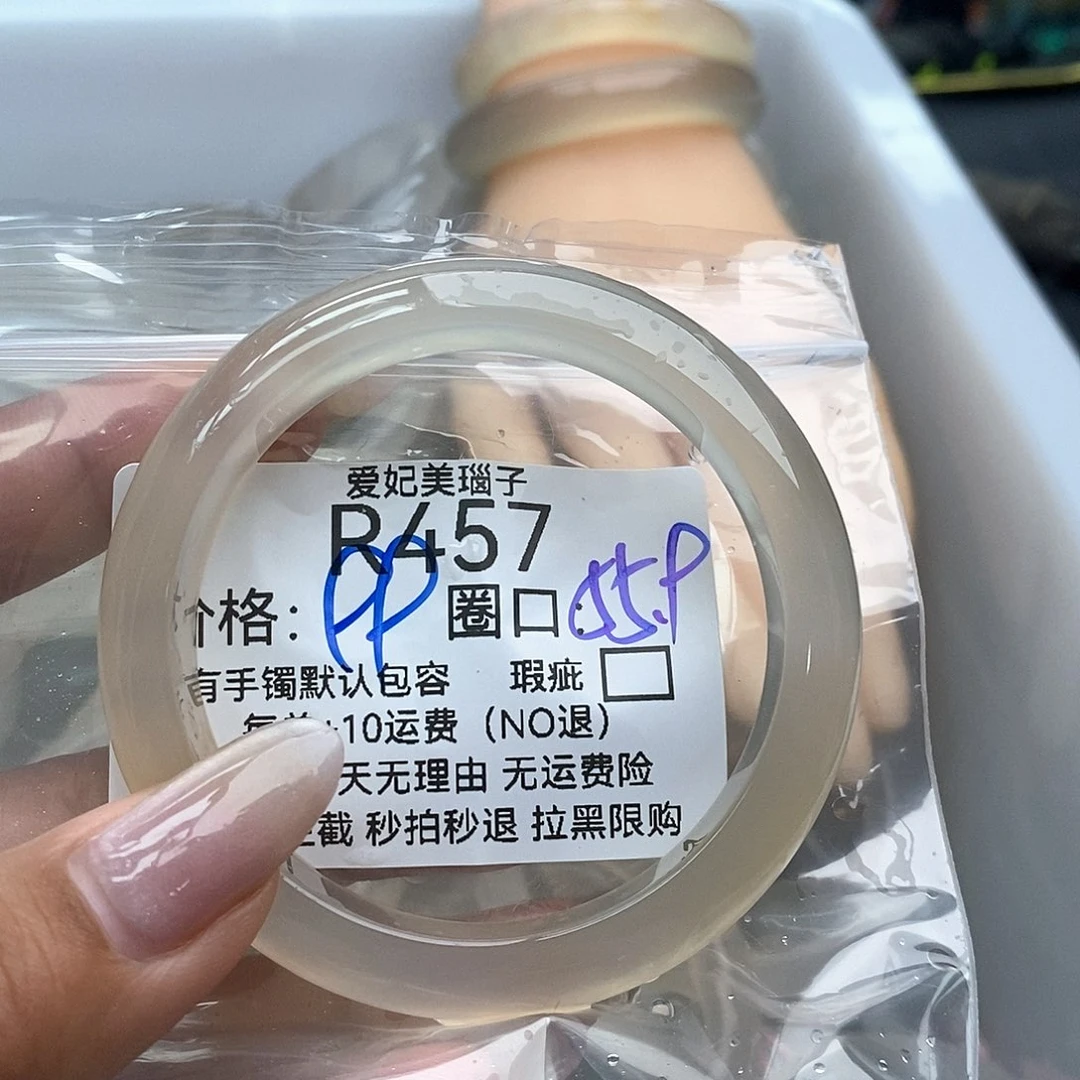 爱妃美瑙子
R457
价格: PP 圈口: 55.P
有手镯默认包容 瑕疵
+10运费 (NO退)
天无理由 无运费险
截 秒拍秒退 拉黑限购